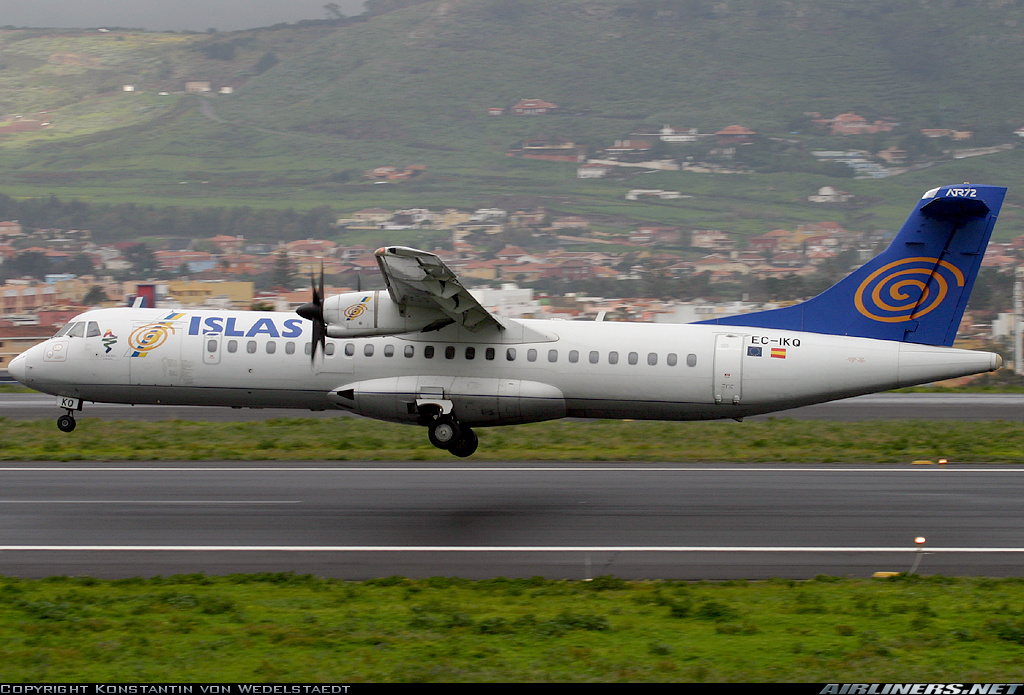 ATR72
ISLAS
EC-IKQ
KQ
Copyright Konstantin von Wedelstaedt
AIRLINERS.NET